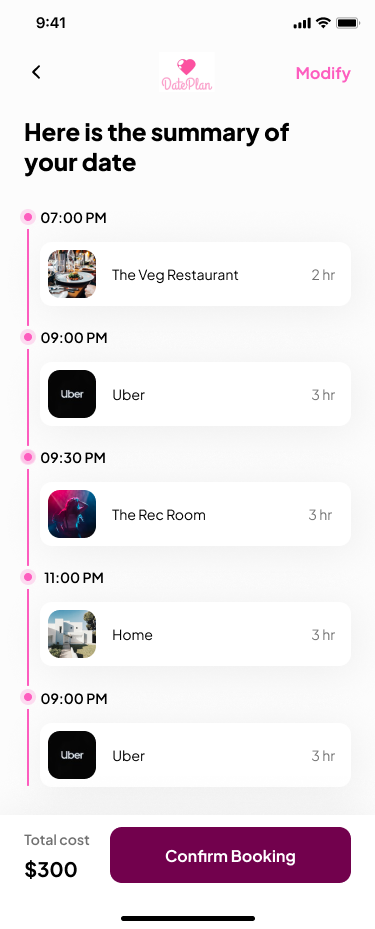 9:41
DatePlan
Modify
Here is the summary of
your date
07:00 PM
The Veg Restaurant
2 hr
09:00 PM
Uber
Uber
3 hr
09:30 PM
The Rec Room
3 hr
11:00 PM
Home
3 hr
09:00 PM
Uber
Uber
3 hr
Total cost
$300
Confirm Booking